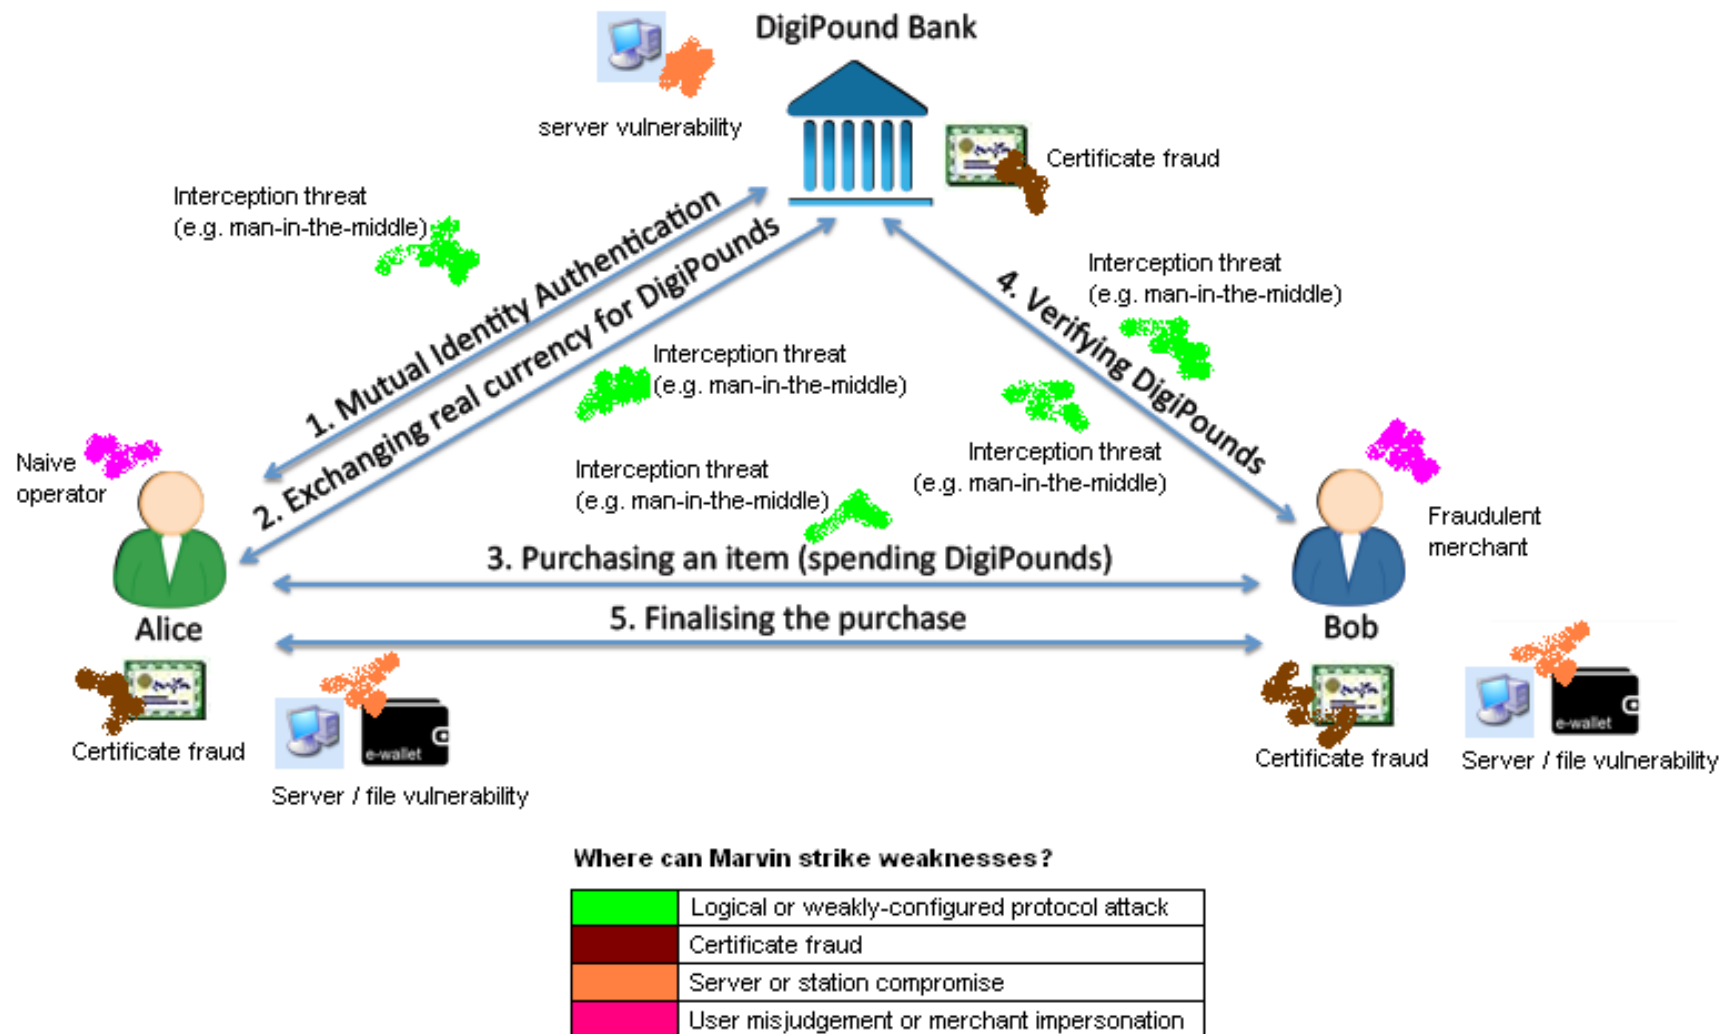 DigiPound Bank
server vulnerability
Certificate fraud
Interception threat
(e.g. man-in-the-middle)
1. Mutual Identity Authentication
2. Exchanging real currency for DigiPounds
Interception threat
(e.g. man-in-the-middle)
4. Verifying DigiPounds
Interception threat
(e.g. man-in-the-middle)
Interception threat
(e.g. man-in-the-middle)
Interception threat
(e.g. man-in-the-middle)
Naive
operator
Fraudulent
merchant
3. Purchasing an item (spending DigiPounds)
5. Finalising the purchase
Alice
Bob
Certificate fraud
e-wallet
Server / file vulnerability
Certificate fraud
e-wallet
Server / file vulnerability
Where can Marvin strike weaknesses?
Logical or weakly-configured protocol attack
Certificate fraud
Server or station compromise
User misjudgement or merchant impersonation